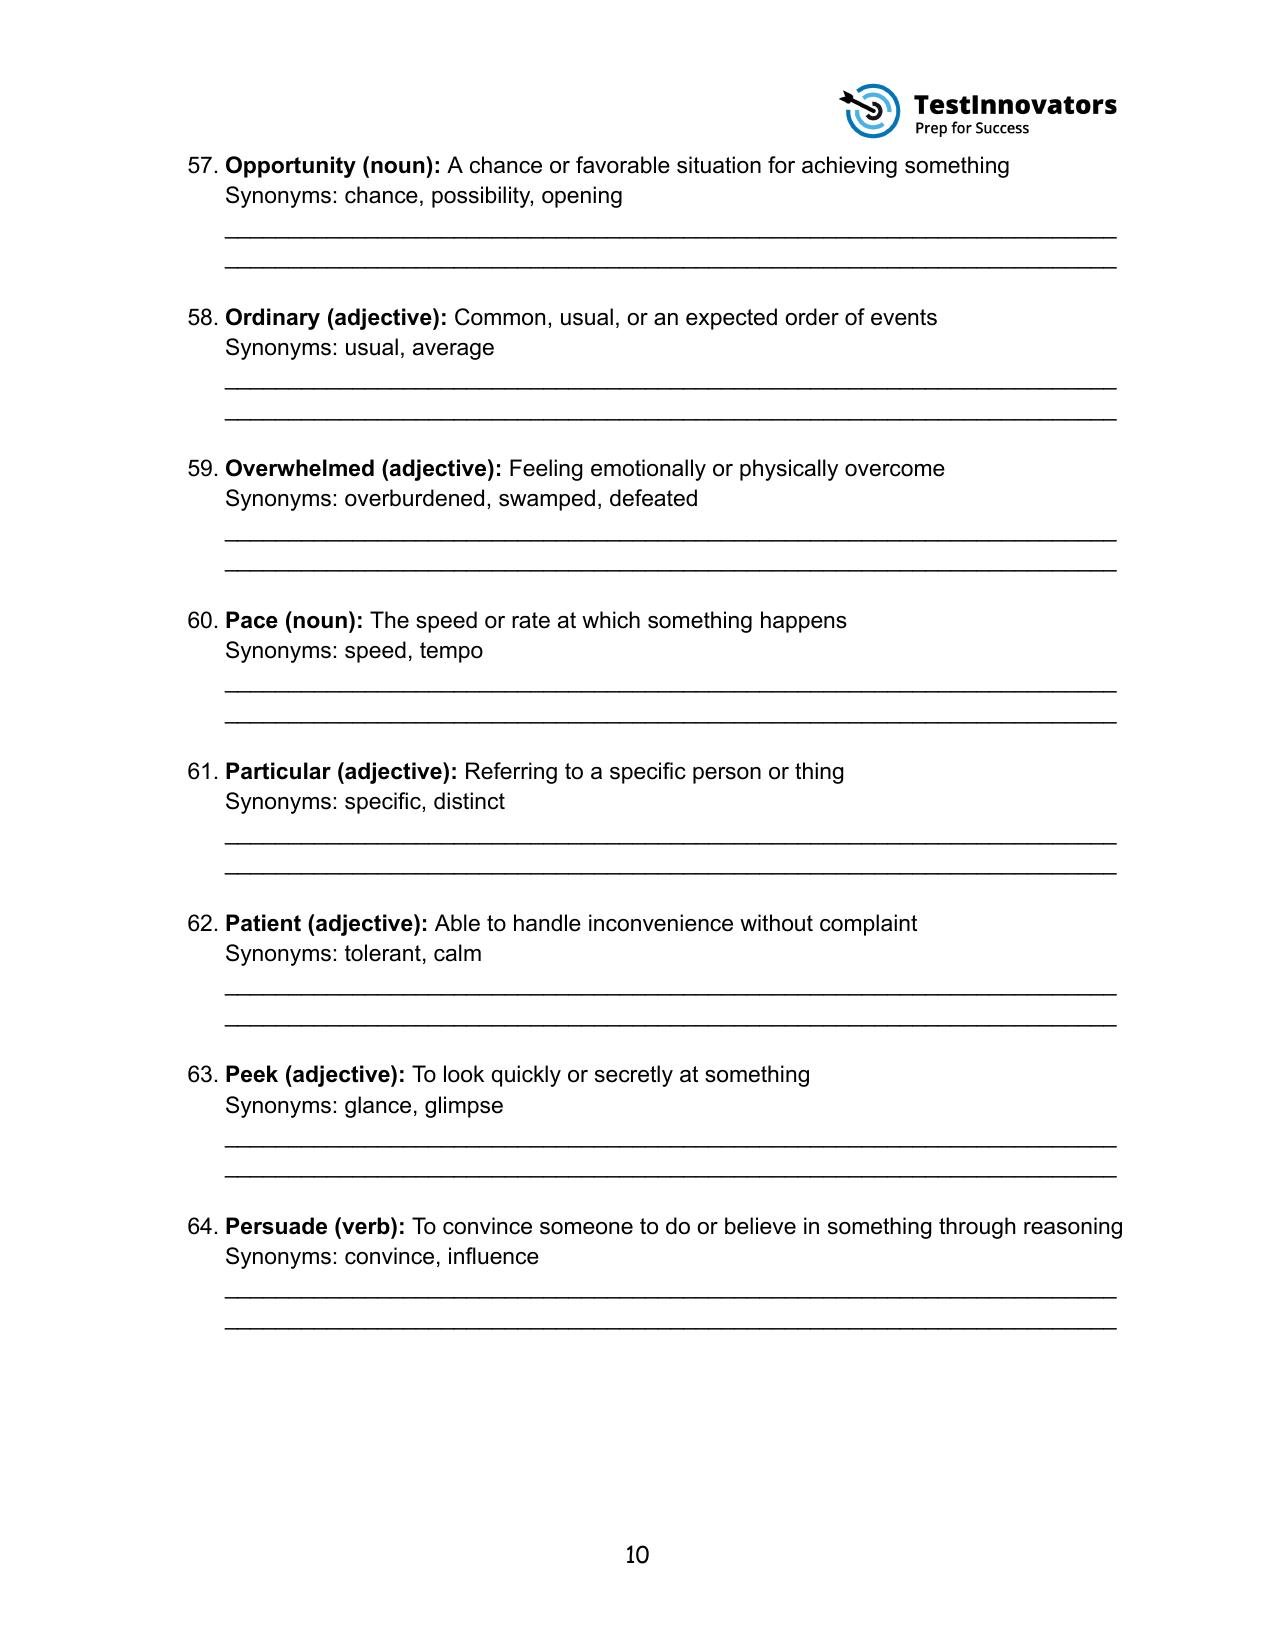 TestInnovators
Prep for Success
57. Opportunity (noun): A chance or favorable situation for achieving something
Synonyms: chance, possibility, opening
58. Ordinary (adjective): Common, usual, or an expected order of events
Synonyms: usual, average
59. Overwhelmed (adjective): Feeling emotionally or physically overcome
Synonyms: overburdened, swamped, defeated
60. Pace (noun): The speed or rate at which something happens
Synonyms: speed, tempo
61. Particular (adjective): Referring to a specific person or thing
Synonyms: specific, distinct
62. Patient (adjective): Able to handle inconvenience without complaint
Synonyms: tolerant, calm
63. Peek (adjective): To look quickly or secretly at something
Synonyms: glance, glimpse
64. Persuade (verb): To convince someone to do or believe in something through reasoning
Synonyms: convince, influence
10